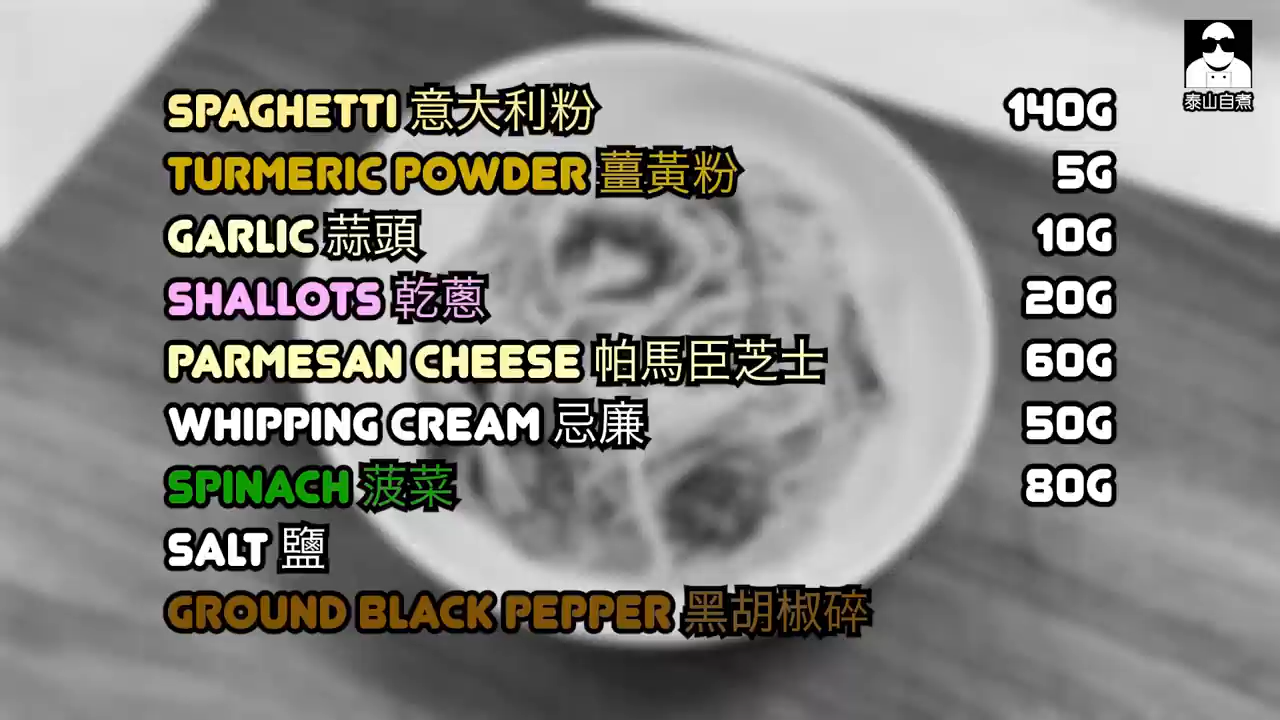 SPAGHETTI 意大利粉 140G
TURMERIC POWDER 薑黃粉 5G
GARLIC 蒜頭 10G
SHALLOTS 乾蔥 20G
PARMESAN CHEESE 帕馬臣芝士 60G
WHIPPING CREAM 忌廉 50G
SPINACH 菠菜 80G
SALT 鹽
GROUND BLACK PEPPER 黑胡椒碎
泰山自煮